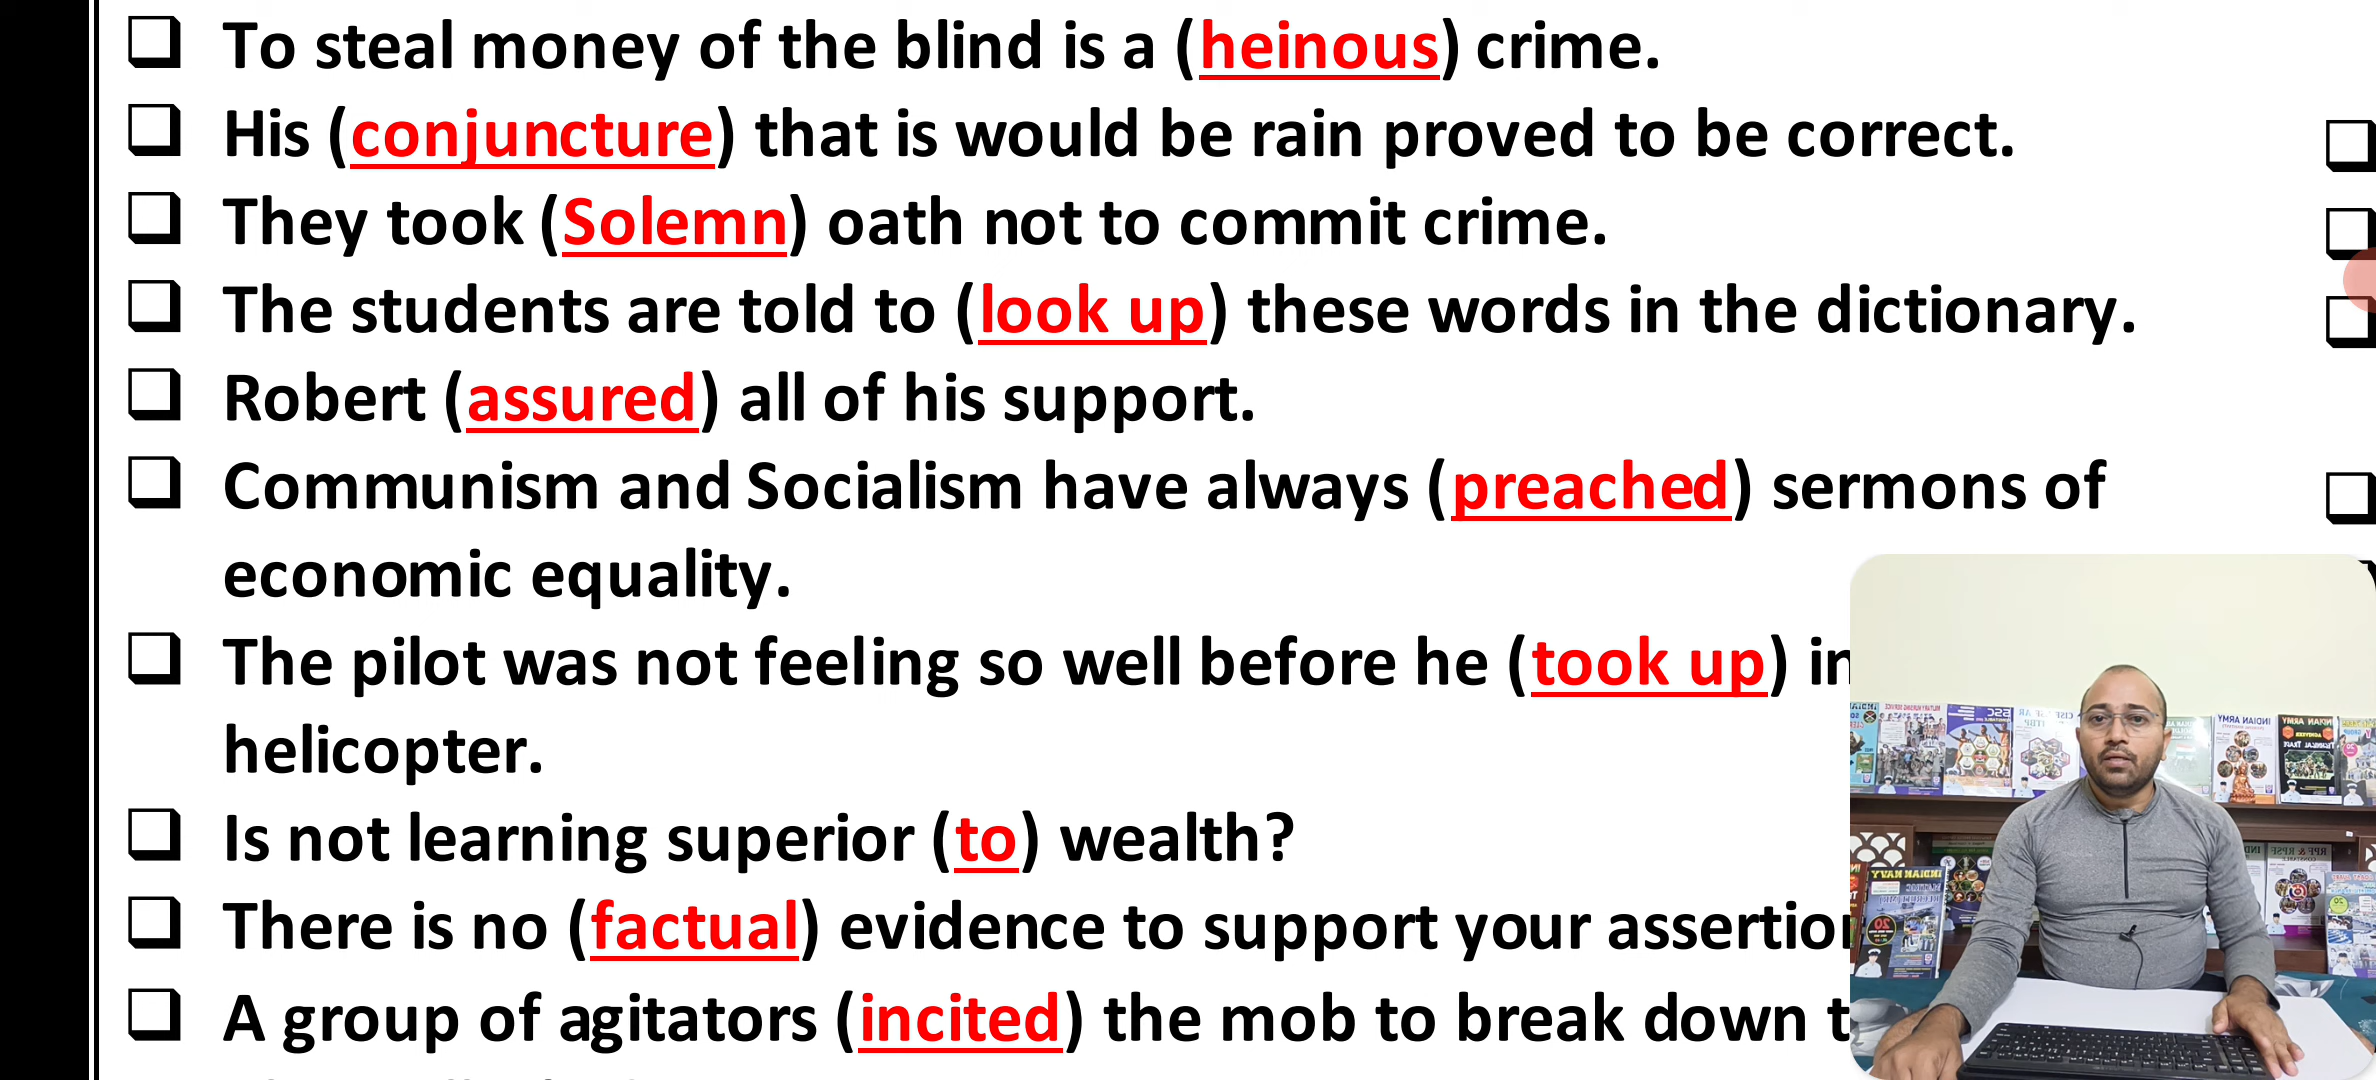 To steal money of the blind is a (heinous) crime.
His (conjuncture) that is would be rain proved to be correct.
They took (Solemn) oath not to commit crime.
The students are told to (look up) these words in the dictionary.
Robert (assured) all of his support.
Communism and Socialism have always (preached) sermons of
economic equality.
The pilot was not feeling so well before he (took up) in
helicopter.
Is not learning superior (to) wealth?
There is no (factual) evidence to support your
A group of agitators (incited) the mob to break down
INDIAN ARMY
INDIAN NAVY